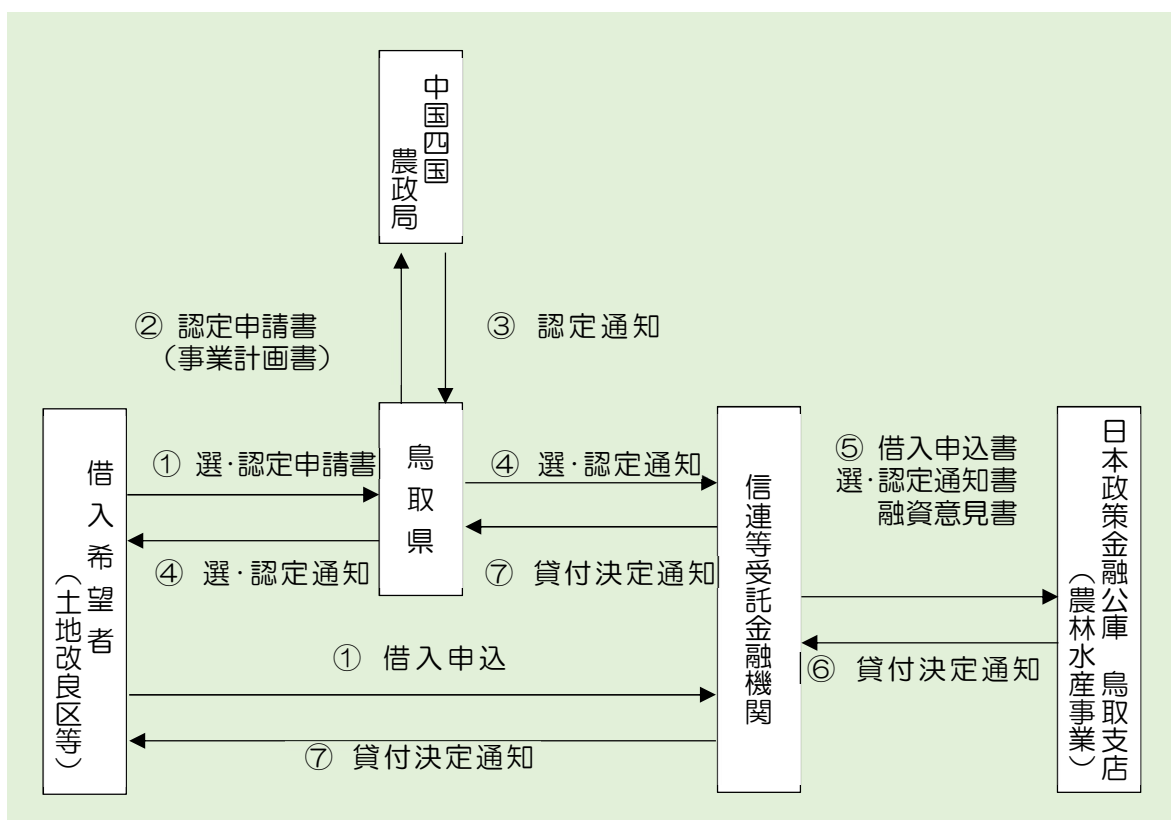 中国四国
農政局
② 認定申請書
（事業計画書）
③ 認定通知
借入希望者
（土地改良区等）
① 選・認定申請書
鳥取県
④ 選・認定通知
④ 選・認定通知
⑦ 貸付決定通知
① 借入申込
⑦ 貸付決定通知
信連等受託金融機関
⑤ 借入申込書
選・認定通知書
融資意見書
⑥ 貸付決定通知
日本政策金融公庫　鳥取支店
（農林水産事業）